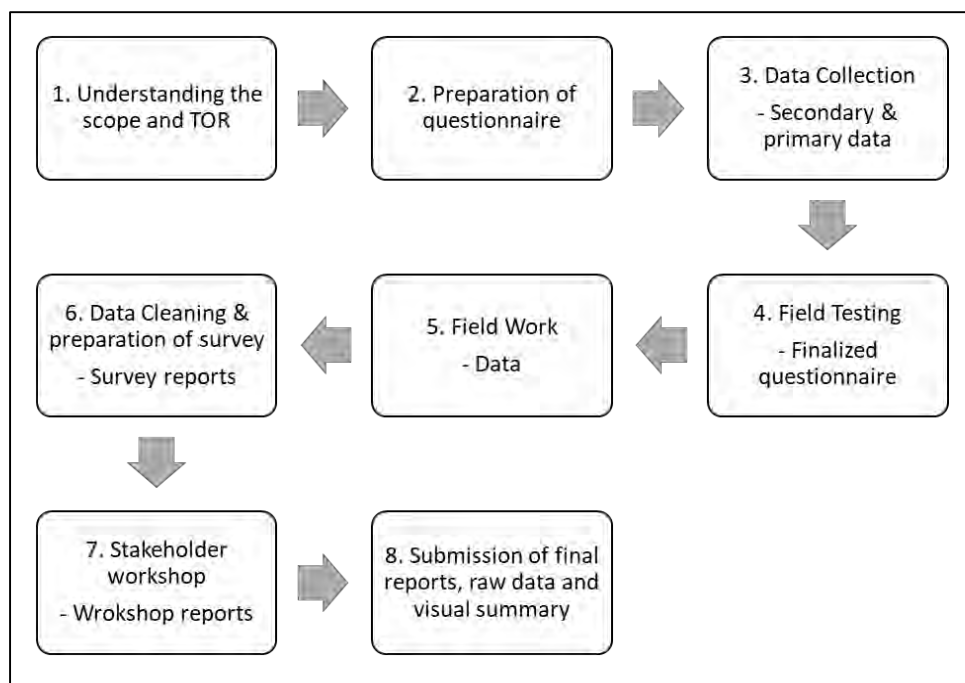 1. Understanding the
scope and TOR
2. Preparation of
questionnaire
3. Data Collection
- Secondary &
primary data
4. Field Testing
- Finalized
questionnaire
5. Field Work
- Data
6. Data Cleaning &
preparation of survey
- Survey reports
7. Stakeholder
workshop
- Wrokshop reports
8. Submission of final
reports, raw data and
visual summary